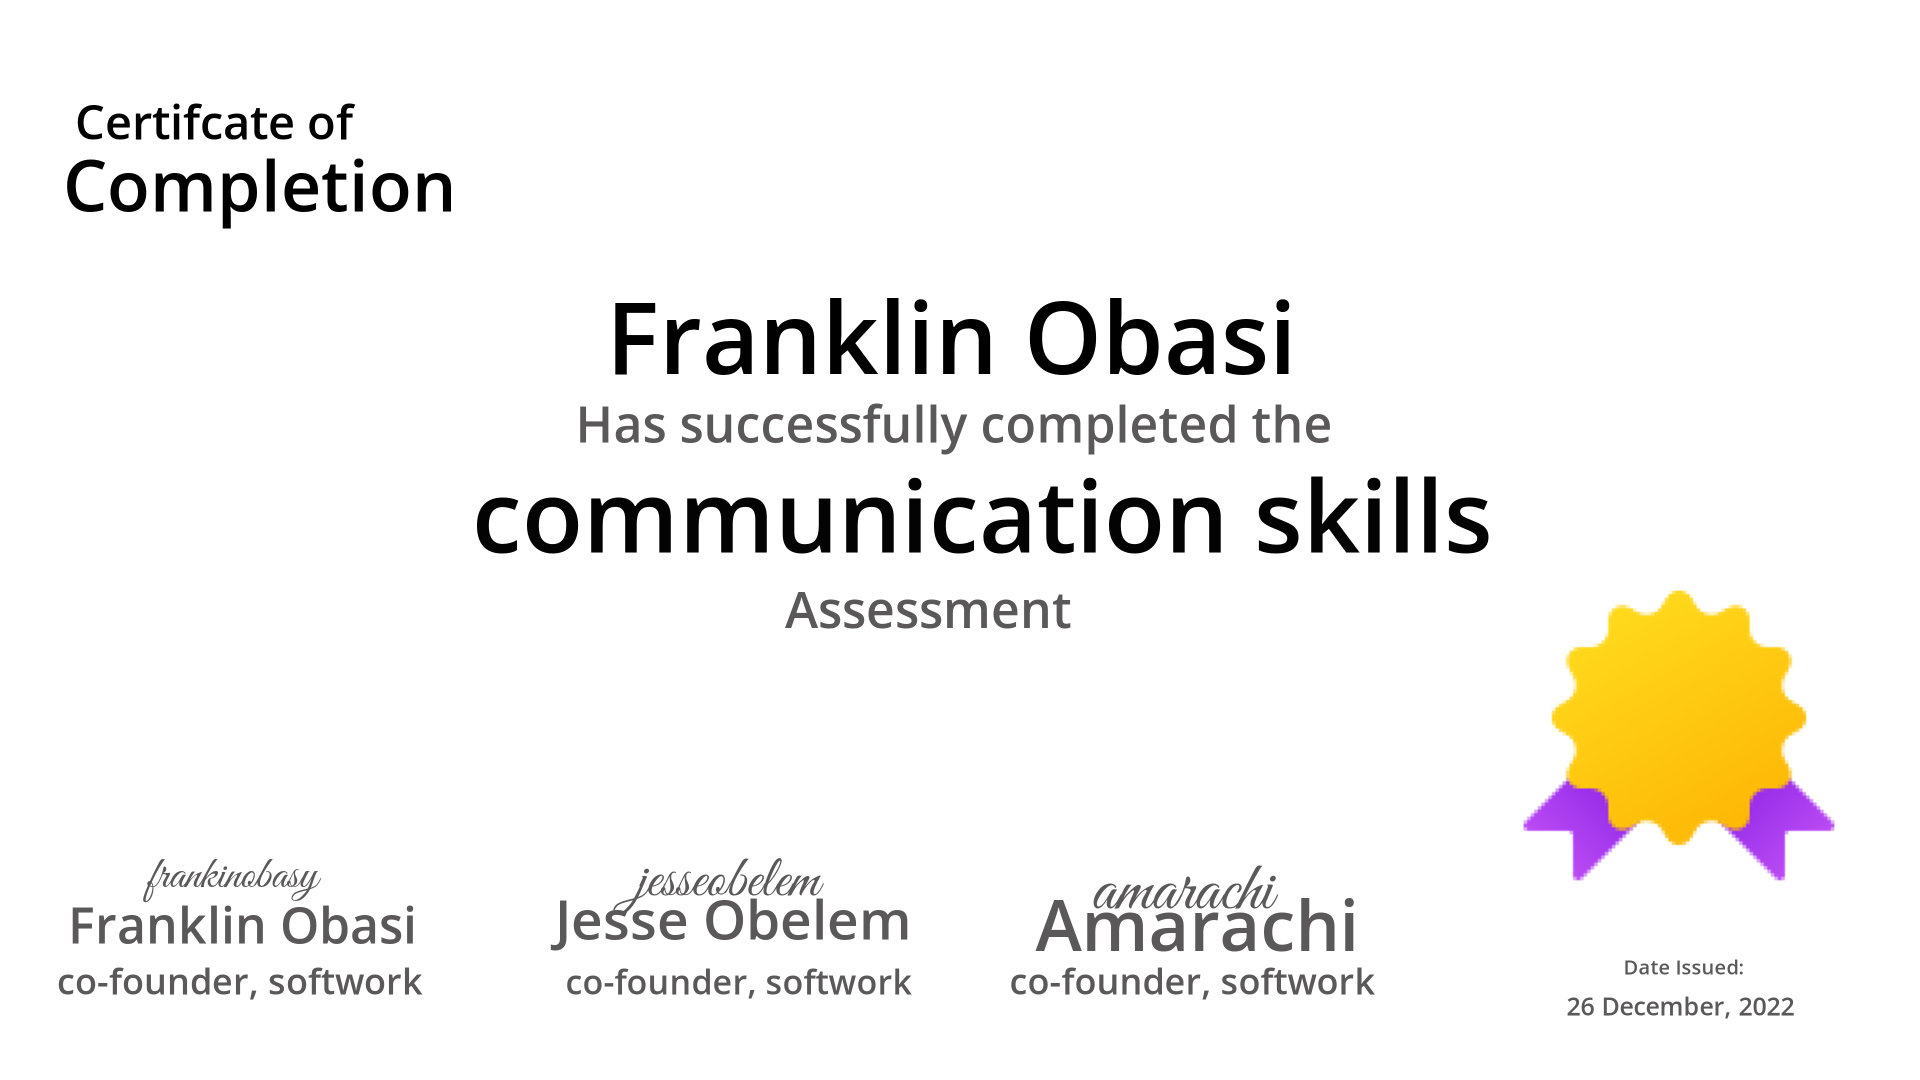 Certifcate of
Completion
Franklin Obasi
Has successfully completed the
communication skills
Assessment
frankinobasy
Franklin Obasi
co-founder, softwork
jesseobelem
Jesse Obelem
co-founder, softwork
amarachi
Amarachi
co-founder, softwork
Date Issued:
26 December, 2022